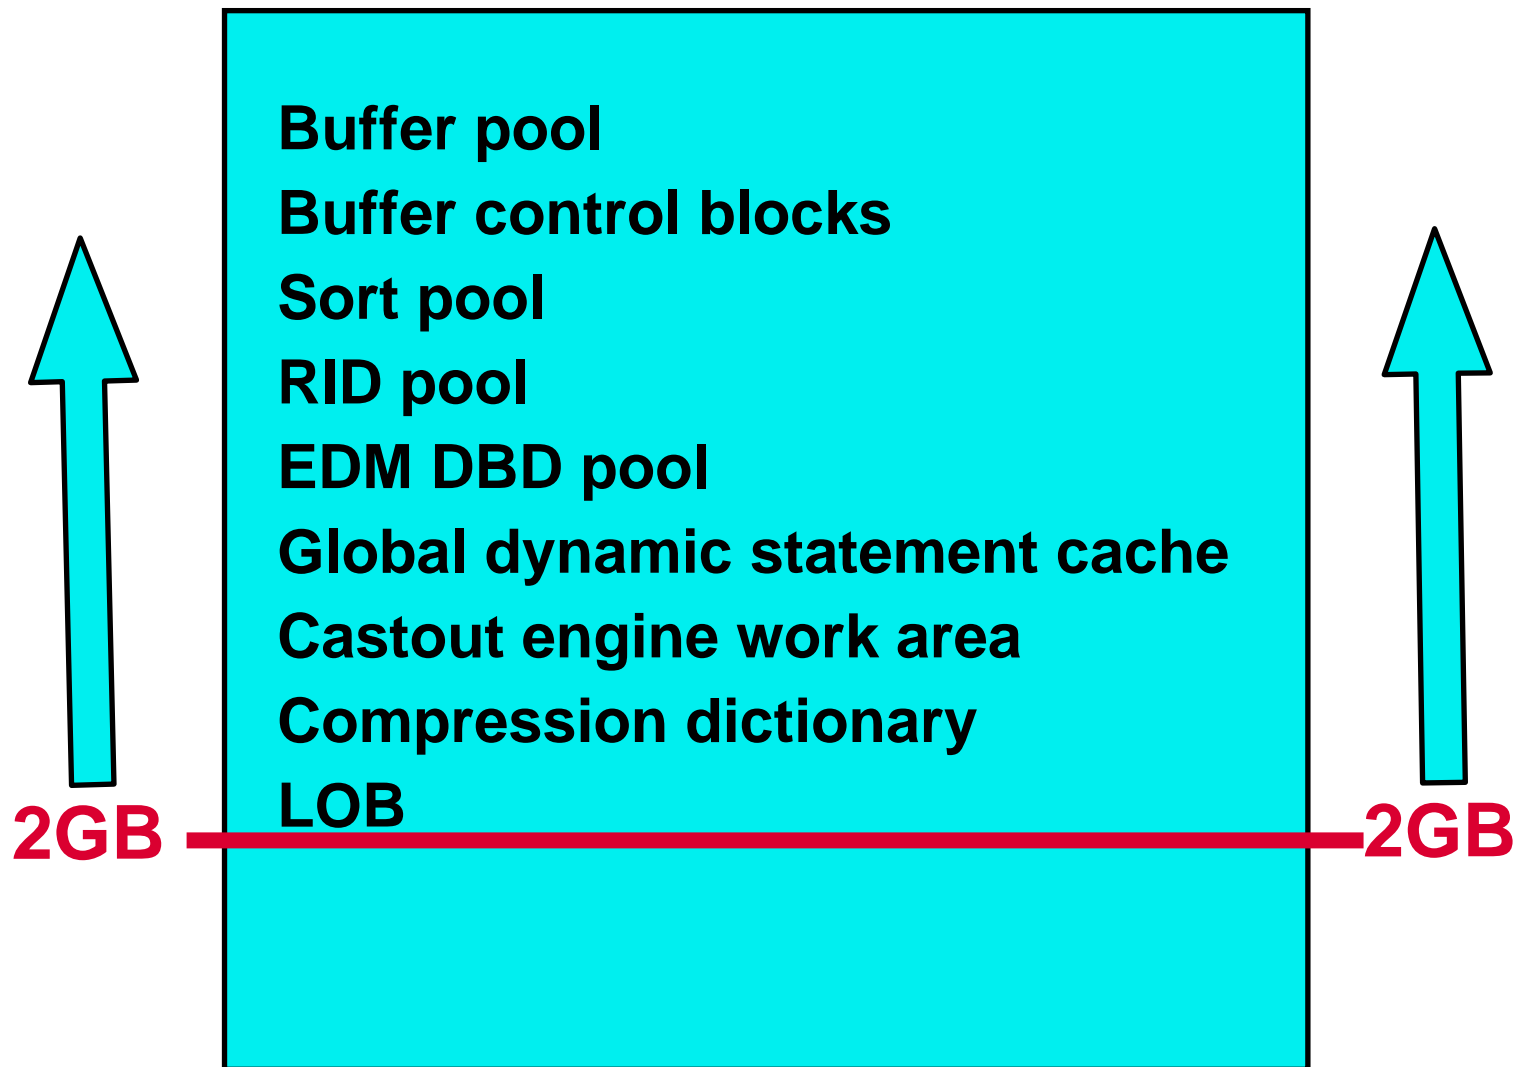 Buffer pool
Buffer control blocks
Sort pool
RID pool
EDM DBD pool
Global dynamic statement cache
Castout engine work area
Compression dictionary
LOB
2GB 2GB